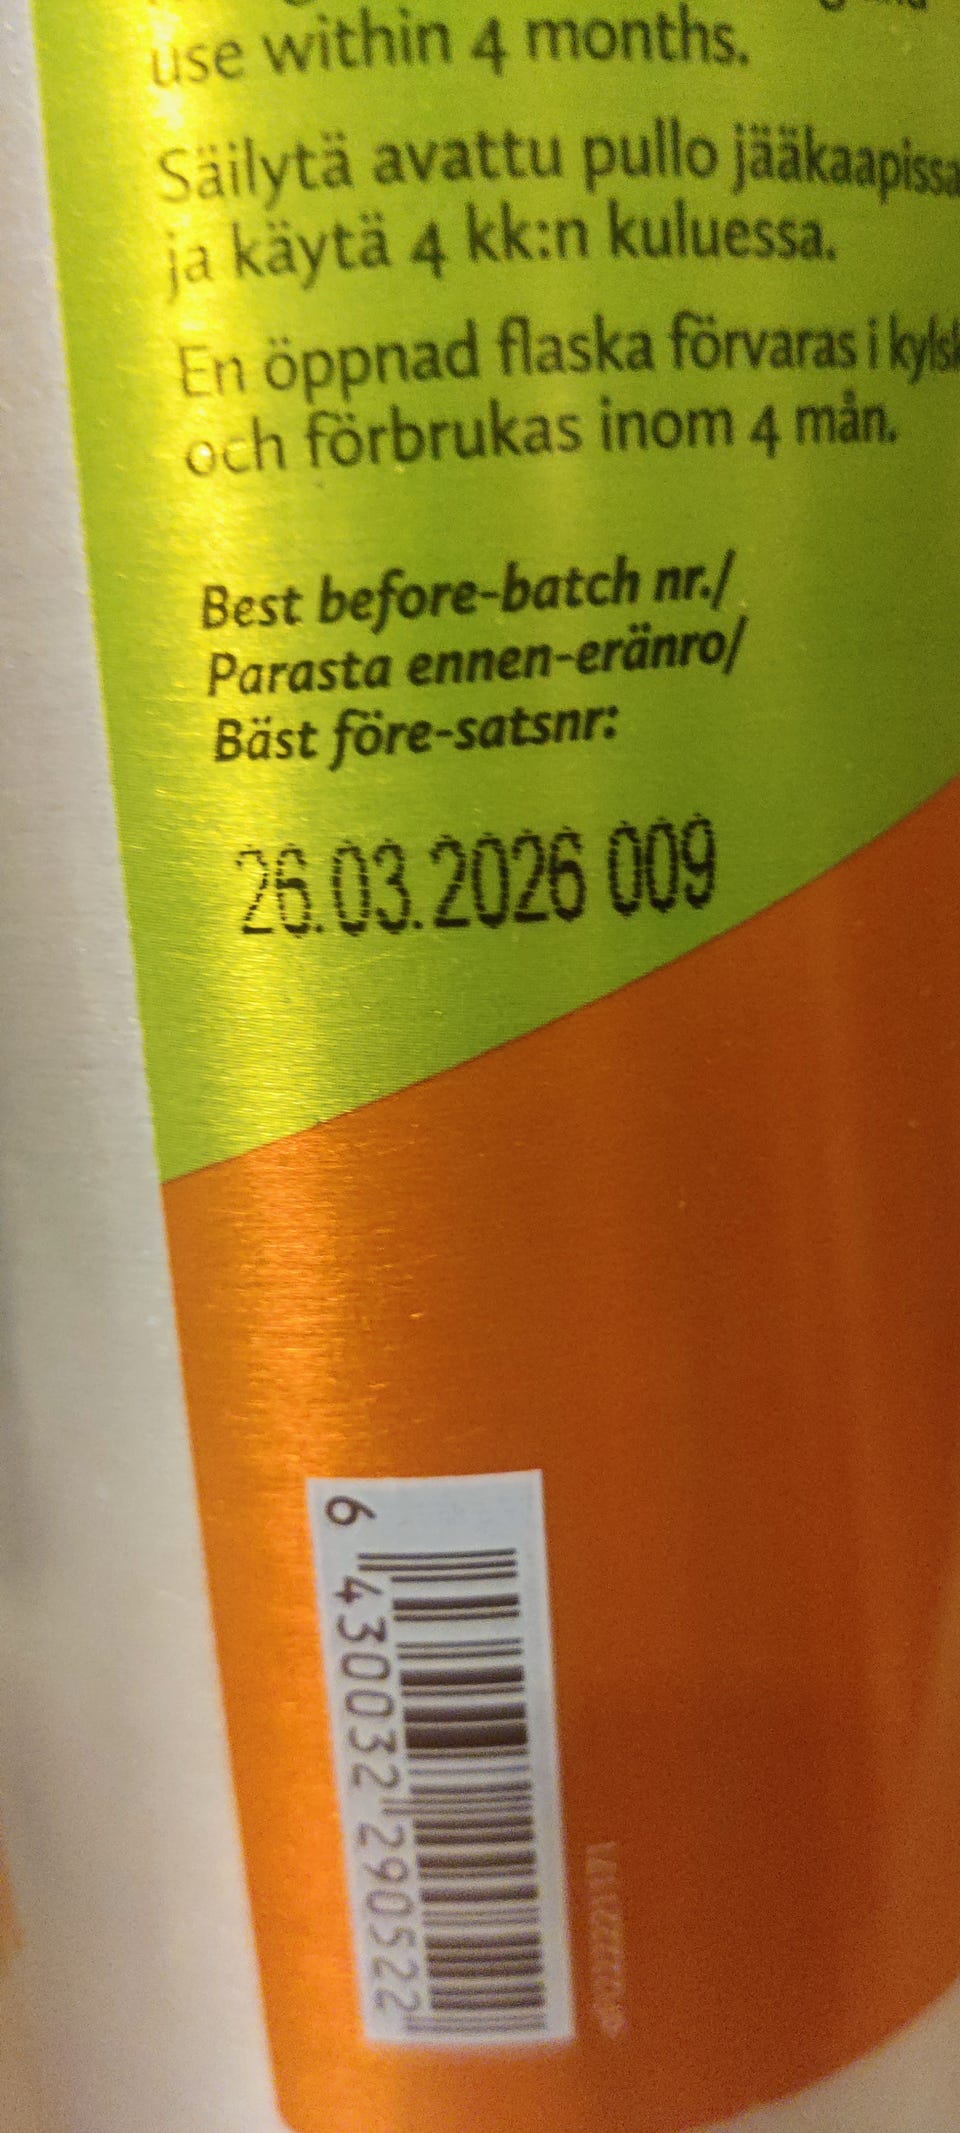 use within 4 months.
Säilytä avattu pullo jääkaapissa
ja käytä 4 kk:n kuluessa.
En öppnad flaska förvaras i
och förbrukas inom 4 mån.
Best before-batch nr./
Parasta ennen-eränro/
Bäst före-satsnr:
26.03.2026 009
6 430032 290522